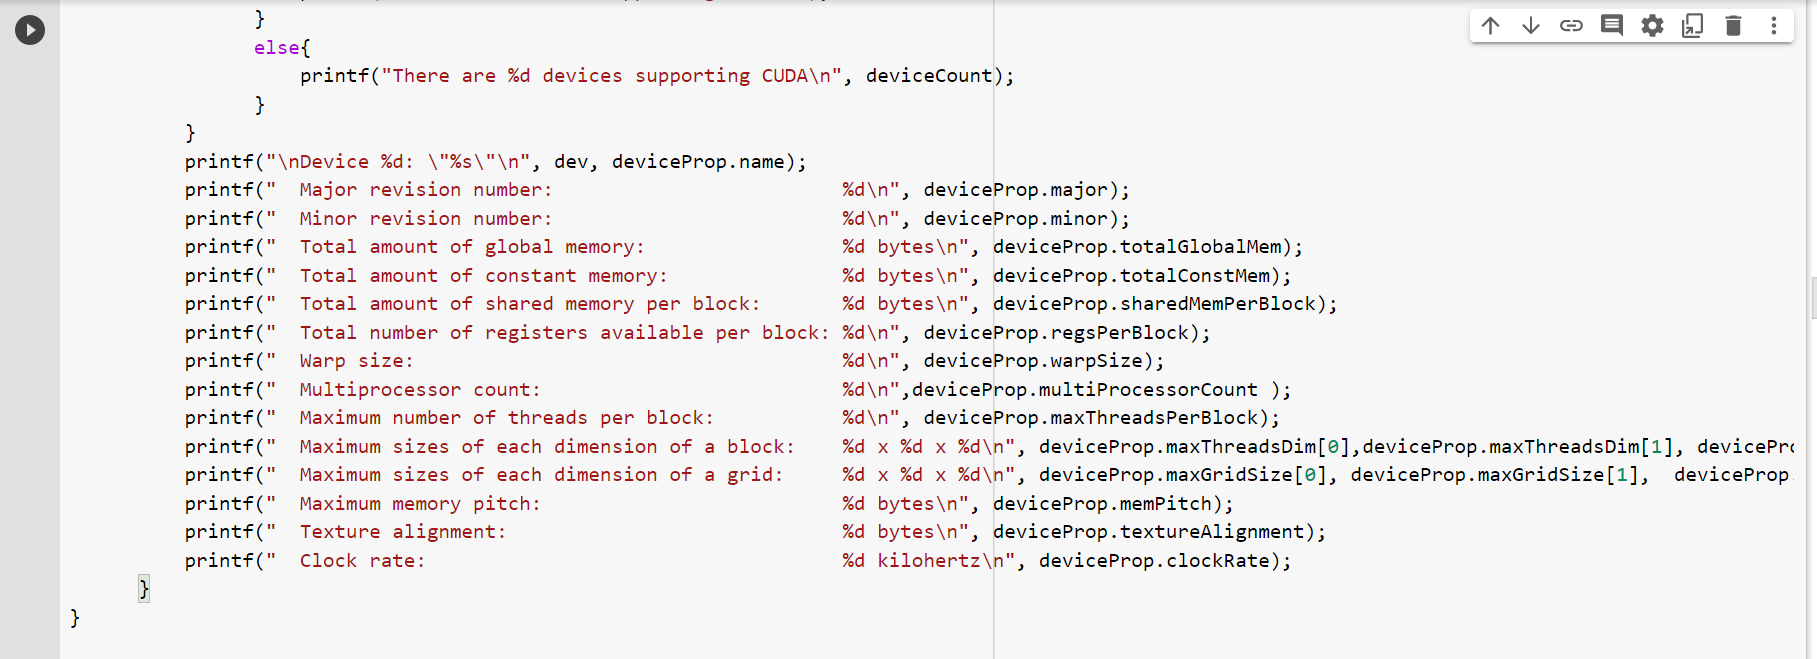 }
else{
printf("There are %d devices supporting CUDA\n", deviceCount);
}
}
printf("\nDevice %d: \"%s\"\n", dev, deviceProp.name);
printf("  Major revision number:                         %d\n", deviceProp.major);
printf("  Minor revision number:                         %d\n", deviceProp.minor);
printf("  Total amount of global memory:                 %d bytes\n", deviceProp.totalGlobalMem);
printf("  Total amount of constant memory:               %d bytes\n", deviceProp.totalConstMem);
printf("  Total amount of shared memory per block:       %d bytes\n", deviceProp.sharedMemPerBlock);
printf("  Total number of registers available per block: %d\n", deviceProp.regsPerBlock);
printf("  Warp size:                                     %d\n", deviceProp.warpSize);
printf("  Multiprocessor count:                          %d\n",deviceProp.multiProcessorCount );
printf("  Maximum number of threads per block:           %d\n", deviceProp.maxThreadsPerBlock);
printf("  Maximum sizes of each dimension of a block:    %d x %d x %d\n", deviceProp.maxThreadsDim[0],deviceProp.maxThreadsDim[1], devicePro
printf("  Maximum sizes of each dimension of a grid:     %d x %d x %d\n", deviceProp.maxGridSize[0], deviceProp.maxGridSize[1],  deviceProp.
printf("  Maximum memory pitch:                          %d bytes\n", deviceProp.memPitch);
printf("  Texture alignment:                             %d bytes\n", deviceProp.textureAlignment);
printf("  Clock rate:                                    %d kilohertz\n", deviceProp.clockRate);
}
}